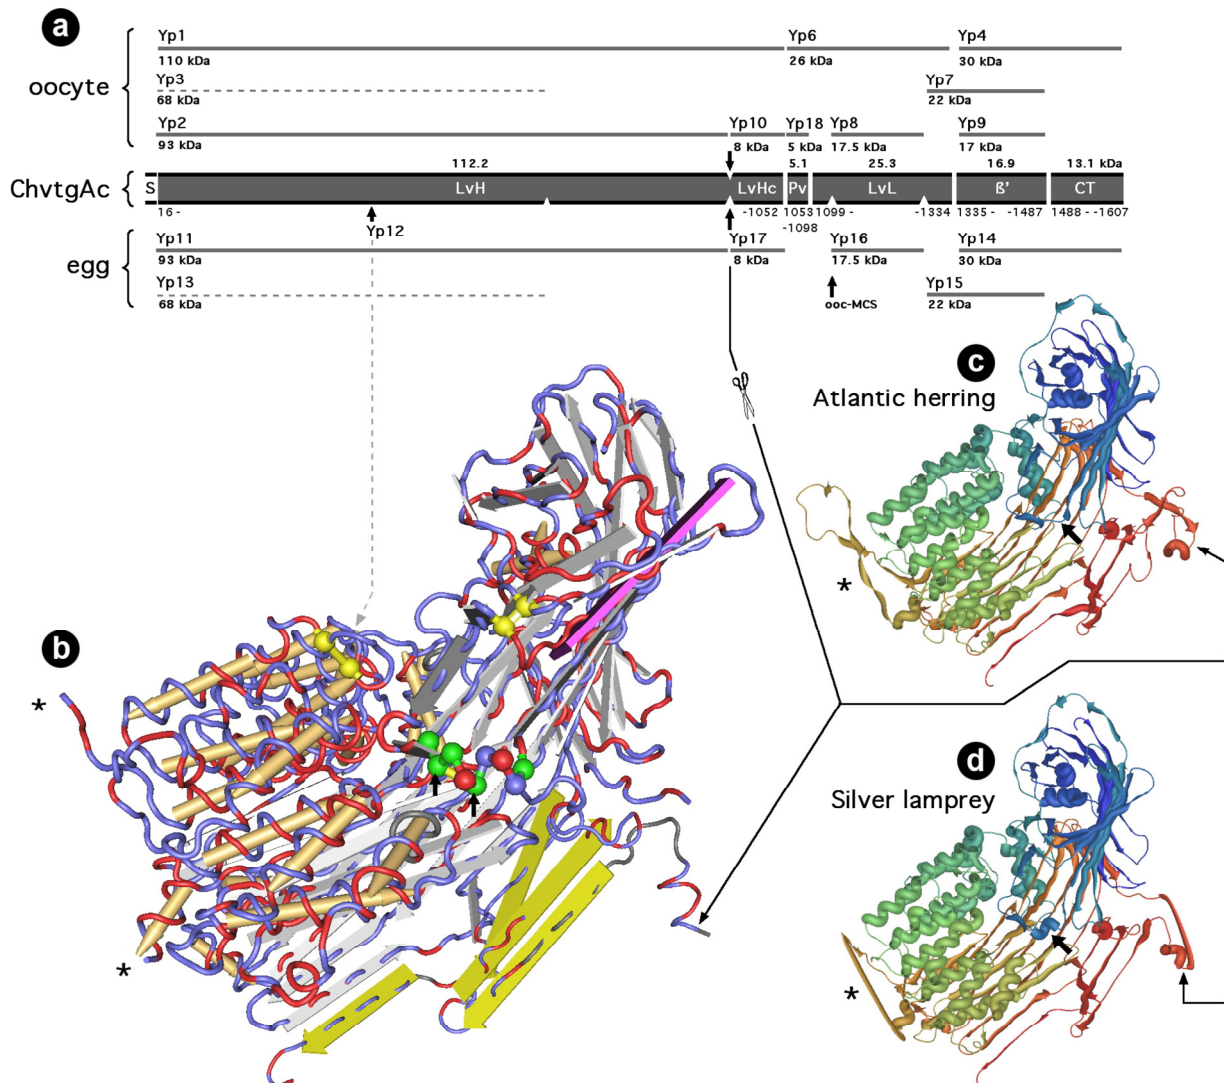 a
Yp1 Yp6 Yp4
110 kDa 26 kDa 30 kDa
oocyte
Yp3 Yp7
68 kDa 22 kDa
Yp2 Yp10 Yp18 Yp8 Yp9
93 kDa 8 kDa 5 kDa 17.5 kDa 17 kDa
112.2 5.1 25.3 16.9 13.1 kDa
ChvtgAc S LvH LvHc Pv LvL ß' CT
16 - -1052 1053 1099 - -1334 1335 - -1487 1488 - -1607
-1098
Yp12
Yp11 Yp17 Yp16 Yp14
93 kDa 8 kDa 17.5 kDa 30 kDa
egg
Yp13 Yp15
68 kDa ooc-MCS 22 kDa
c
Atlantic herring
*
b
*
d
Silver lamprey
*
*